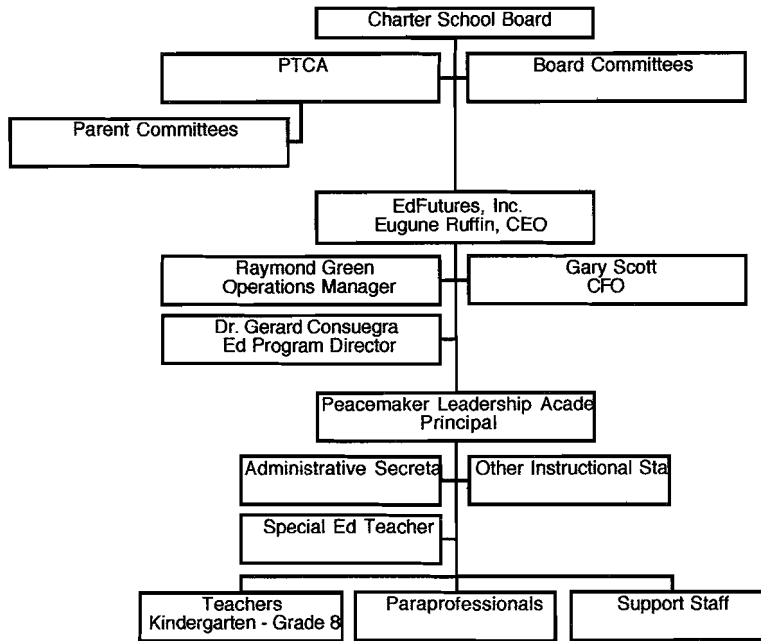 Charter School Board
PTCA
Board Committees
Parent Committees
EdFutures, Inc.
Eugune Ruffin, CEO
Raymond Green
Operations Manager
Gary Scott
CFO
Dr. Gerard Consuegra
Ed Program Director
Peacemaker Leadership Acade
Principal
Administrative Secreta
Other Instructional Sta
Special Ed Teacher
Teachers
Kindergarten - Grade 8
Paraprofessionals
Support Staff